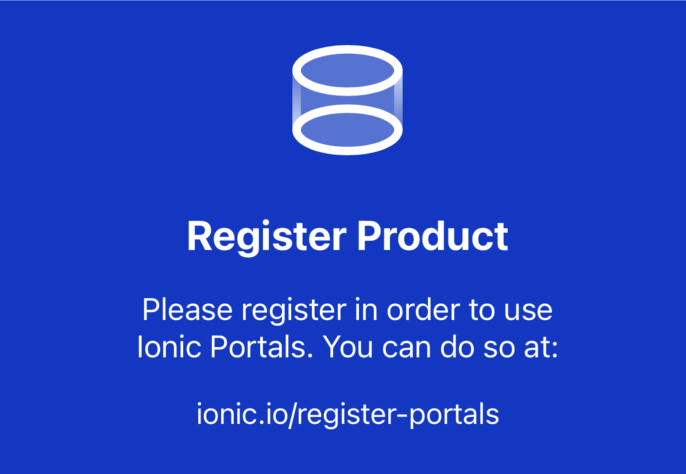 Register Product
Please register in order to use
Ionic Portals. You can do so at:
ionic.io/register-portals